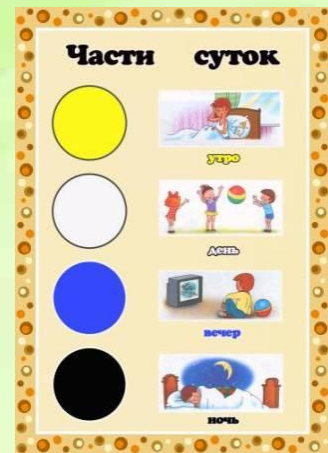 Части суток
утро
день
вечер
ночь